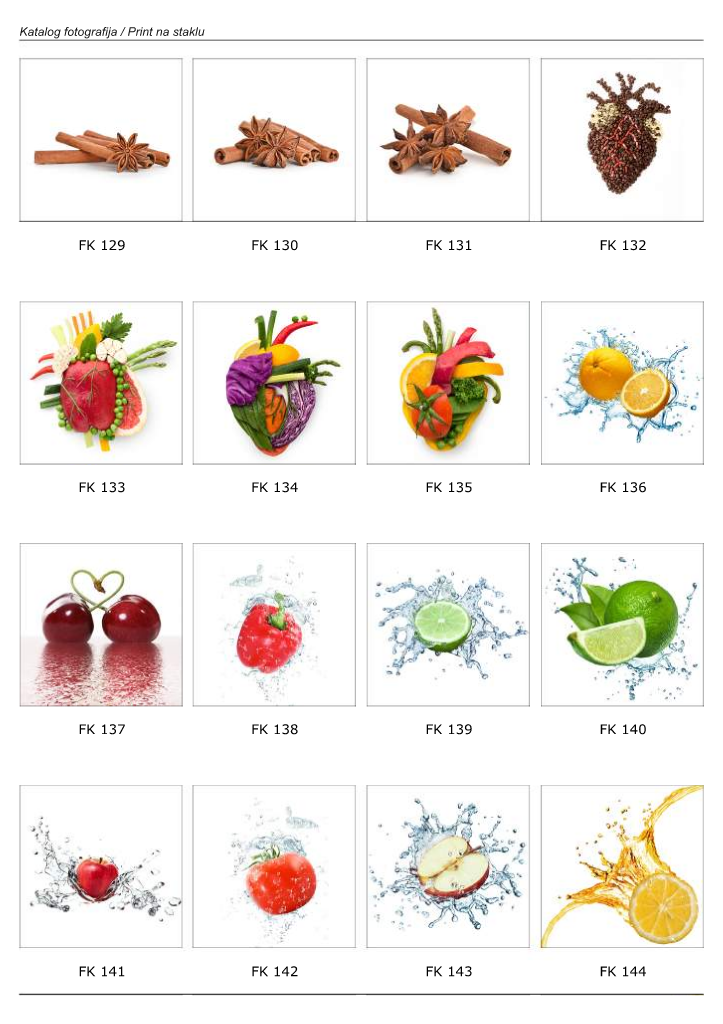 Katalog fotografija / Print na staklu
FK 129
FK 130
FK 131
FK 132
FK 133
FK 134
FK 135
FK 136
FK 137
FK 138
FK 139
FK 140
FK 141
FK 142
FK 143
FK 144